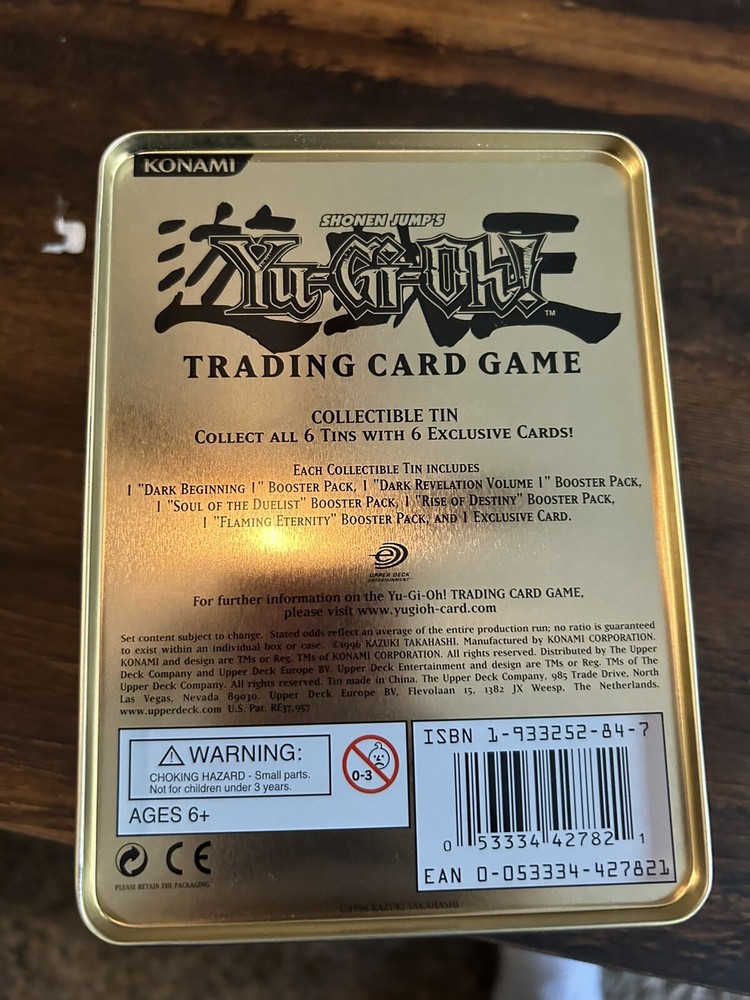 KONAMI
SHONEN JUMP'S
遊戯王
Yu-Gi-Oh!™
TRADING CARD GAME
COLLECTIBLE TIN
COLLECT ALL 6 TINS WITH 6 EXCLUSIVE CARDS!
EACH COLLECTIBLE TIN INCLUDES
1 "DARK BEGINNING 1" BOOSTER PACK, 1 "DARK REVELATION VOLUME 1" BOOSTER PACK,
1 "SOUL OF THE DUELIST" BOOSTER PACK, 1 "RISE OF DESTINY" BOOSTER PACK,
1 "FLAMING ETERNITY" BOOSTER PACK, AND 1 EXCLUSIVE CARD.
UPPER DECK
ENTERTAINMENT
For further information on the Yu-Gi-Oh! TRADING CARD GAME,
please visit www.yugioh-card.com
Set content subject to change. Stated odds reflect an average of the entire production run; no ratio is guaranteed
to exist within an individual box or case. ©1996 KAZUKI TAKAHASHI. Manufactured by KONAMI CORPORATION.
KONAMI and design are TMs or Reg. TMs of KONAMI CORPORATION. All rights reserved. Distributed by The Upper
Deck Company and Upper Deck Europe BV. Upper Deck Entertainment and design are TMs or Reg. TMs of The
Upper Deck Company. All rights reserved. Tin made in China. The Upper Deck Company, 985 Trade Drive, North
Las Vegas, Nevada 89030. Upper Deck Europe BV, Flevolaan 15, 1382 JX Weesp, The Netherlands.
www.upperdeck.com U.S. Pat. RE37,957
⚠ WARNING:
CHOKING HAZARD - Small parts.
Not for children under 3 years.
0-3
AGES 6+
CE
PLEASE RETAIN THE PACKAGING
ISBN 1-933252-84-7
0 53334 42782 1
EAN 0-053334-427821
©1996 KAZUKI TAKAHASHI